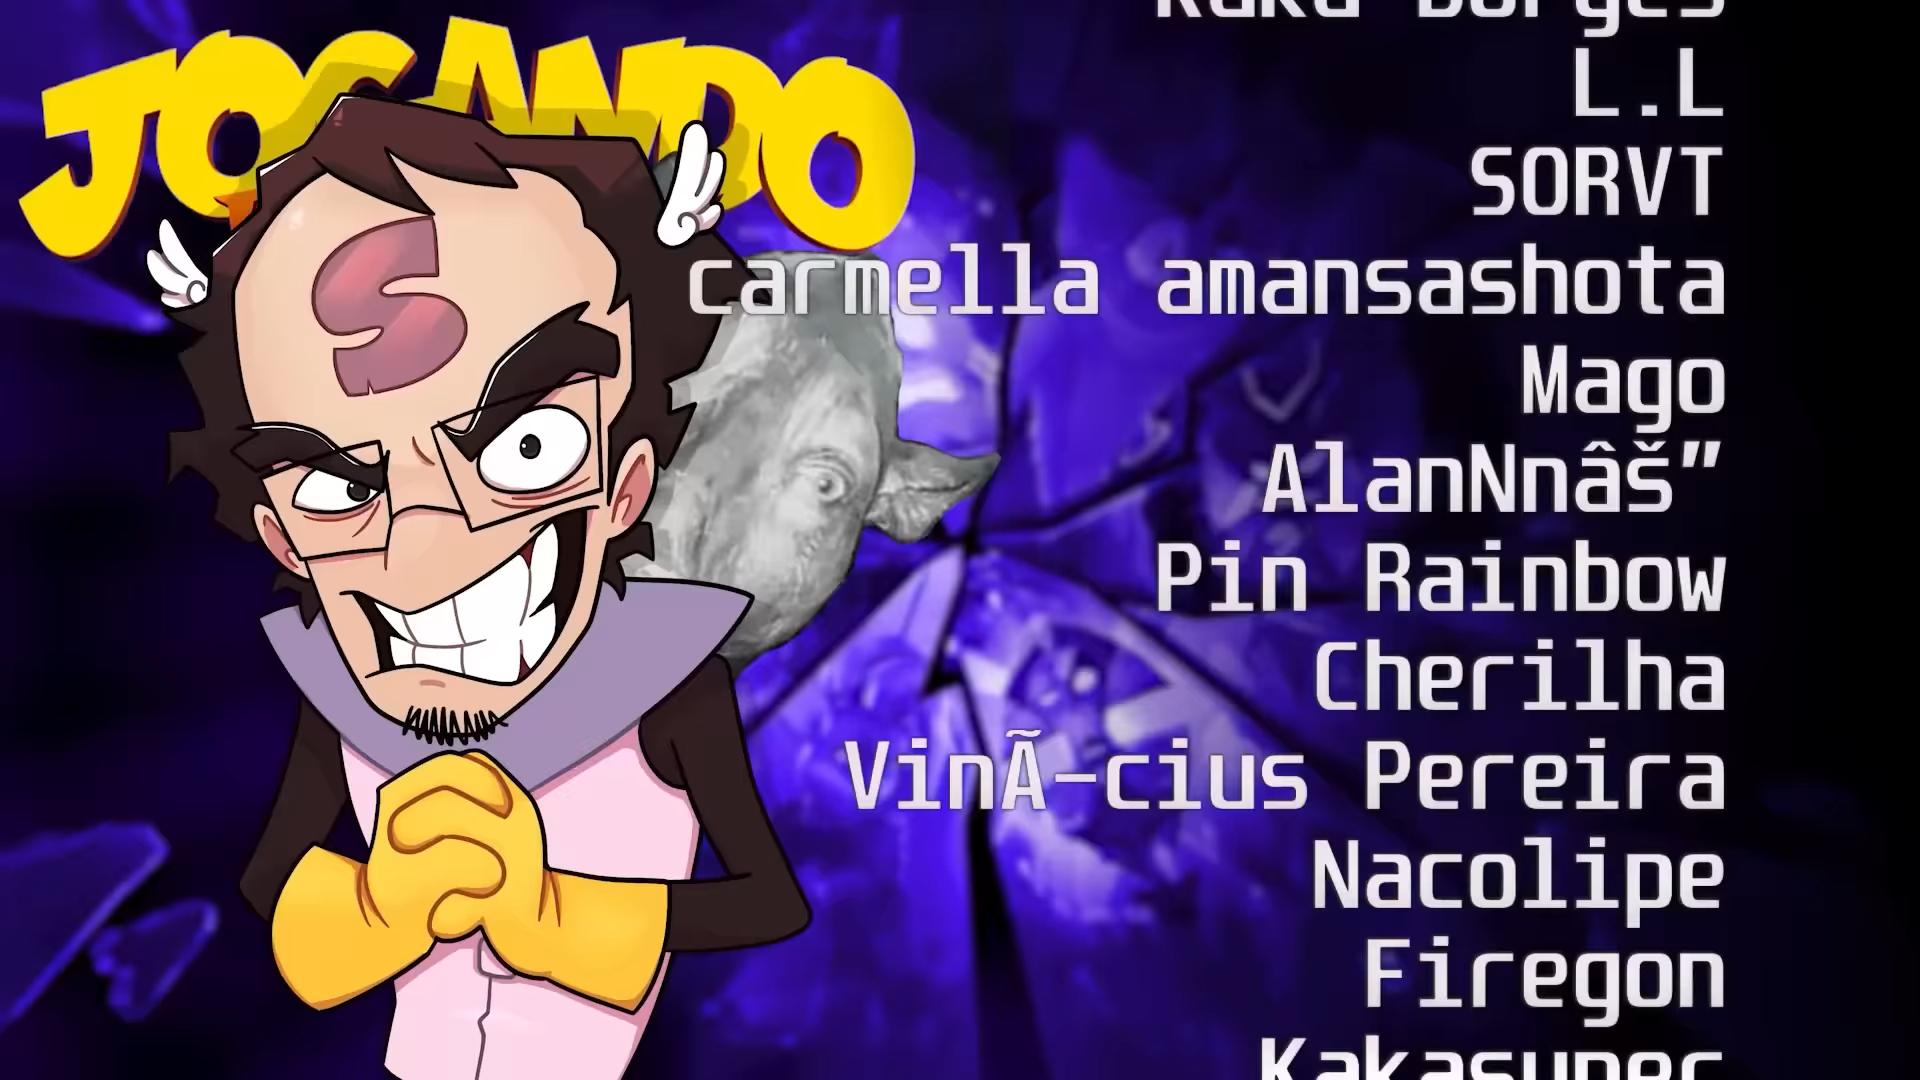 JOGANDO
L.L
SORVT
carmella amansashota
Mago
AlanNnâš”
Pin Rainbow
Cherilha
VinÃ-cius Pereira
Nacolipe
Firegon
S